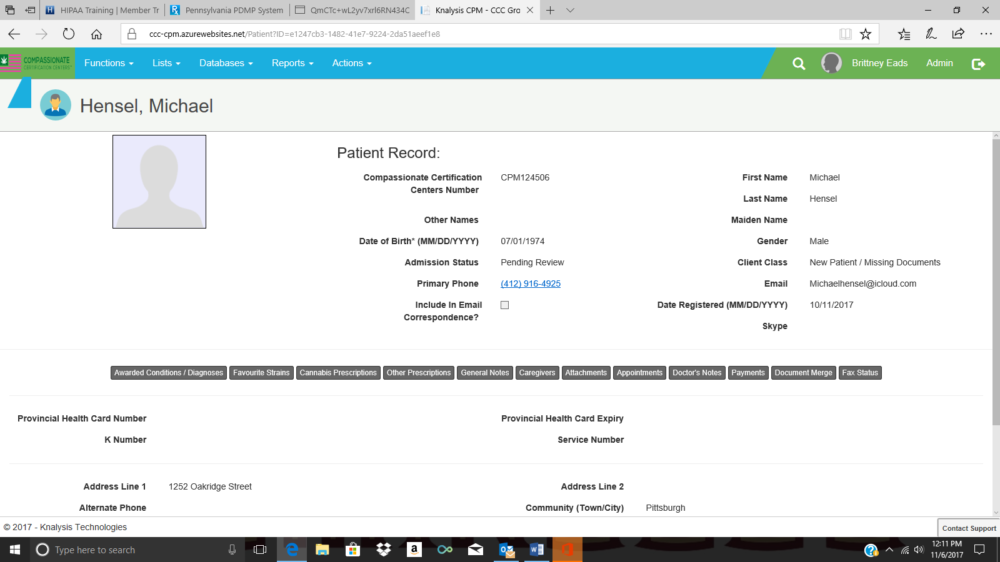 HIPAA Training | Member Tr
Pennsylvania PDMP System
QmCTc+wL2yv7xrl6RN434C
Knalysis CPM - CCC Gro
ccc-cpm.azurewebsites.net/Patient?ID=e1247cb3-1482-41e7-9224-2da51aeef1e8
COMPASSIONATE
CERTIFICATION CENTERS
Functions
Lists
Databases
Reports
Actions
Brittney Eads
Admin
Hensel, Michael
Patient Record:
Compassionate Certification
Centers Number
CPM124506
First Name
Michael
Last Name
Hensel
Other Names
Maiden Name
Date of Birth* (MM/DD/YYYY)
07/01/1974
Gender
Male
Admission Status
Pending Review
Client Class
New Patient / Missing Documents
Primary Phone
(412) 916-4925
Email
Michaelhensel@icloud.com
Include In Email
Correspondence?
Date Registered (MM/DD/YYYY)
10/11/2017
Skype
Awarded Conditions / Diagnoses
Favourite Strains
Cannabis Prescriptions
Other Prescriptions
General Notes
Caregivers
Attachments
Appointments
Doctor's Notes
Payments
Document Merge
Fax Status
Provincial Health Card Number
Provincial Health Card Expiry
K Number
Service Number
Address Line 1
1252 Oakridge Street
Address Line 2
Alternate Phone
Community (Town/City)
Pittsburgh
© 2017 - Knalysis Technologies
Contact Support
Type here to search
12:11 PM
11/6/2017